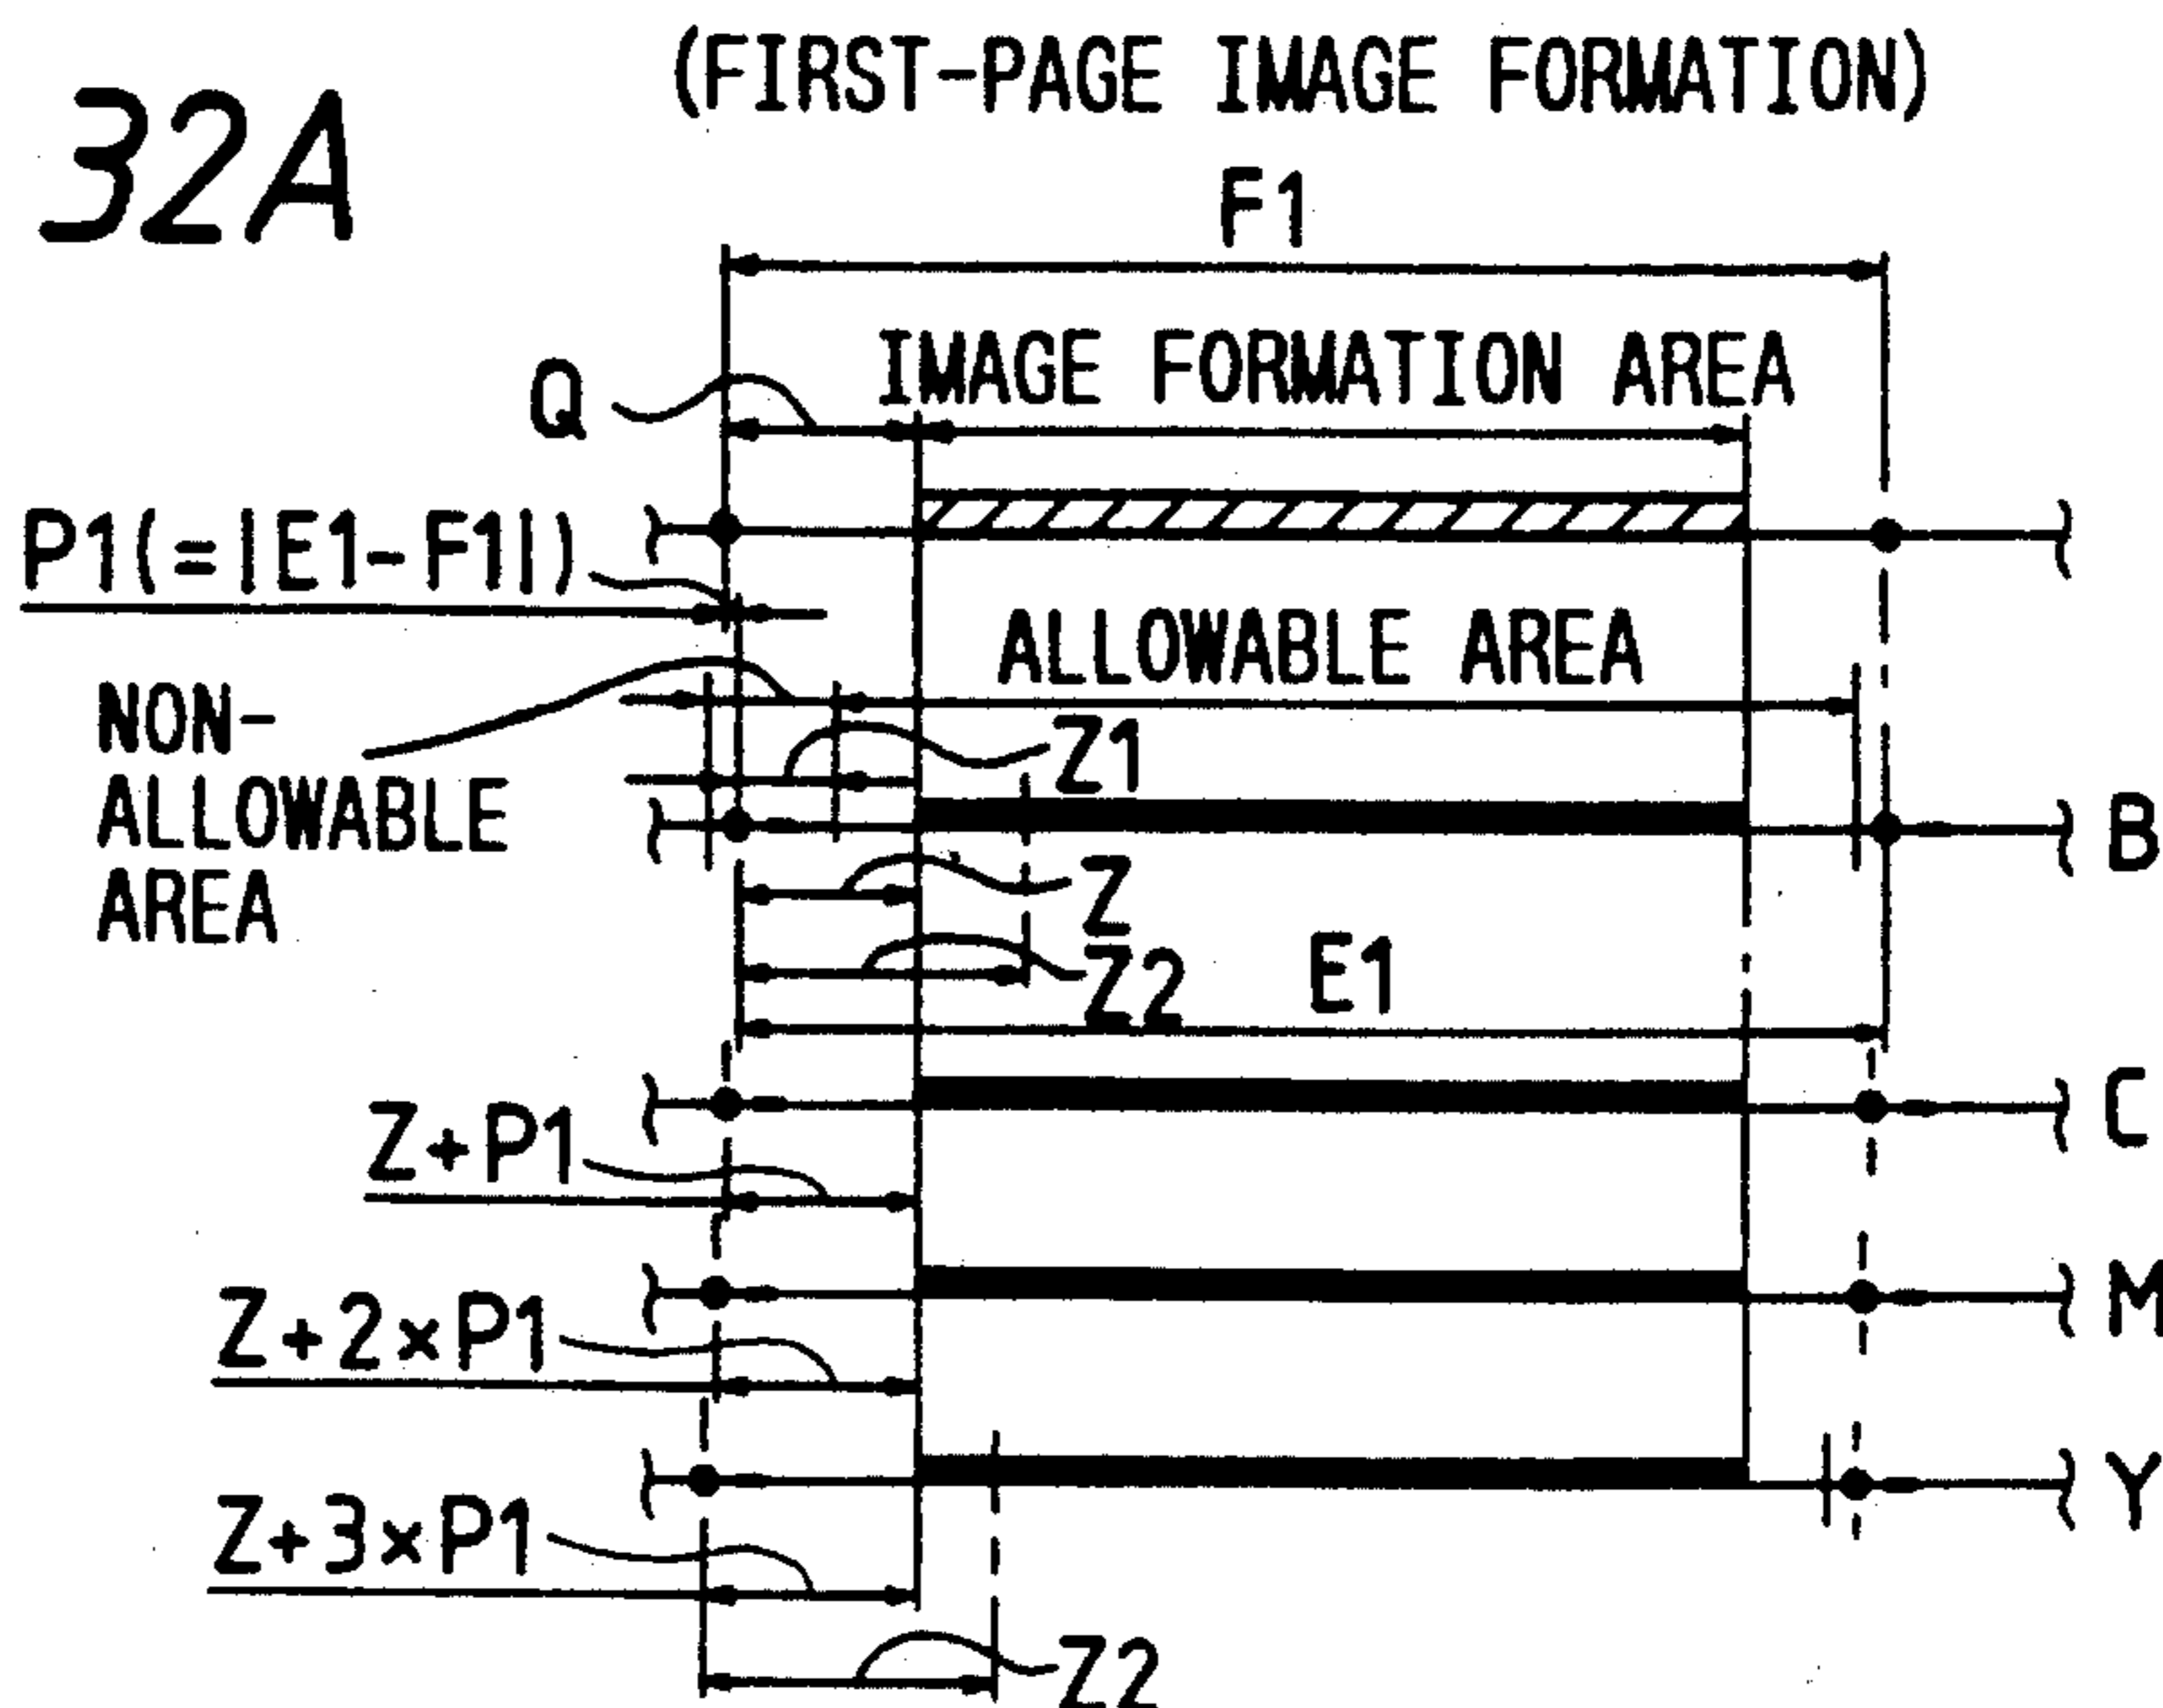 32A
(FIRST-PAGE IMAGE FORMATION)
F1
Q
IMAGE FORMATION AREA
P1(=|E1-F1|)
ALLOWABLE AREA
NON-
ALLOWABLE
AREA
Z1
B
Z
Z2
E1
C
Z+P1
M
Z+2×P1
Y
Z+3×P1
Z2